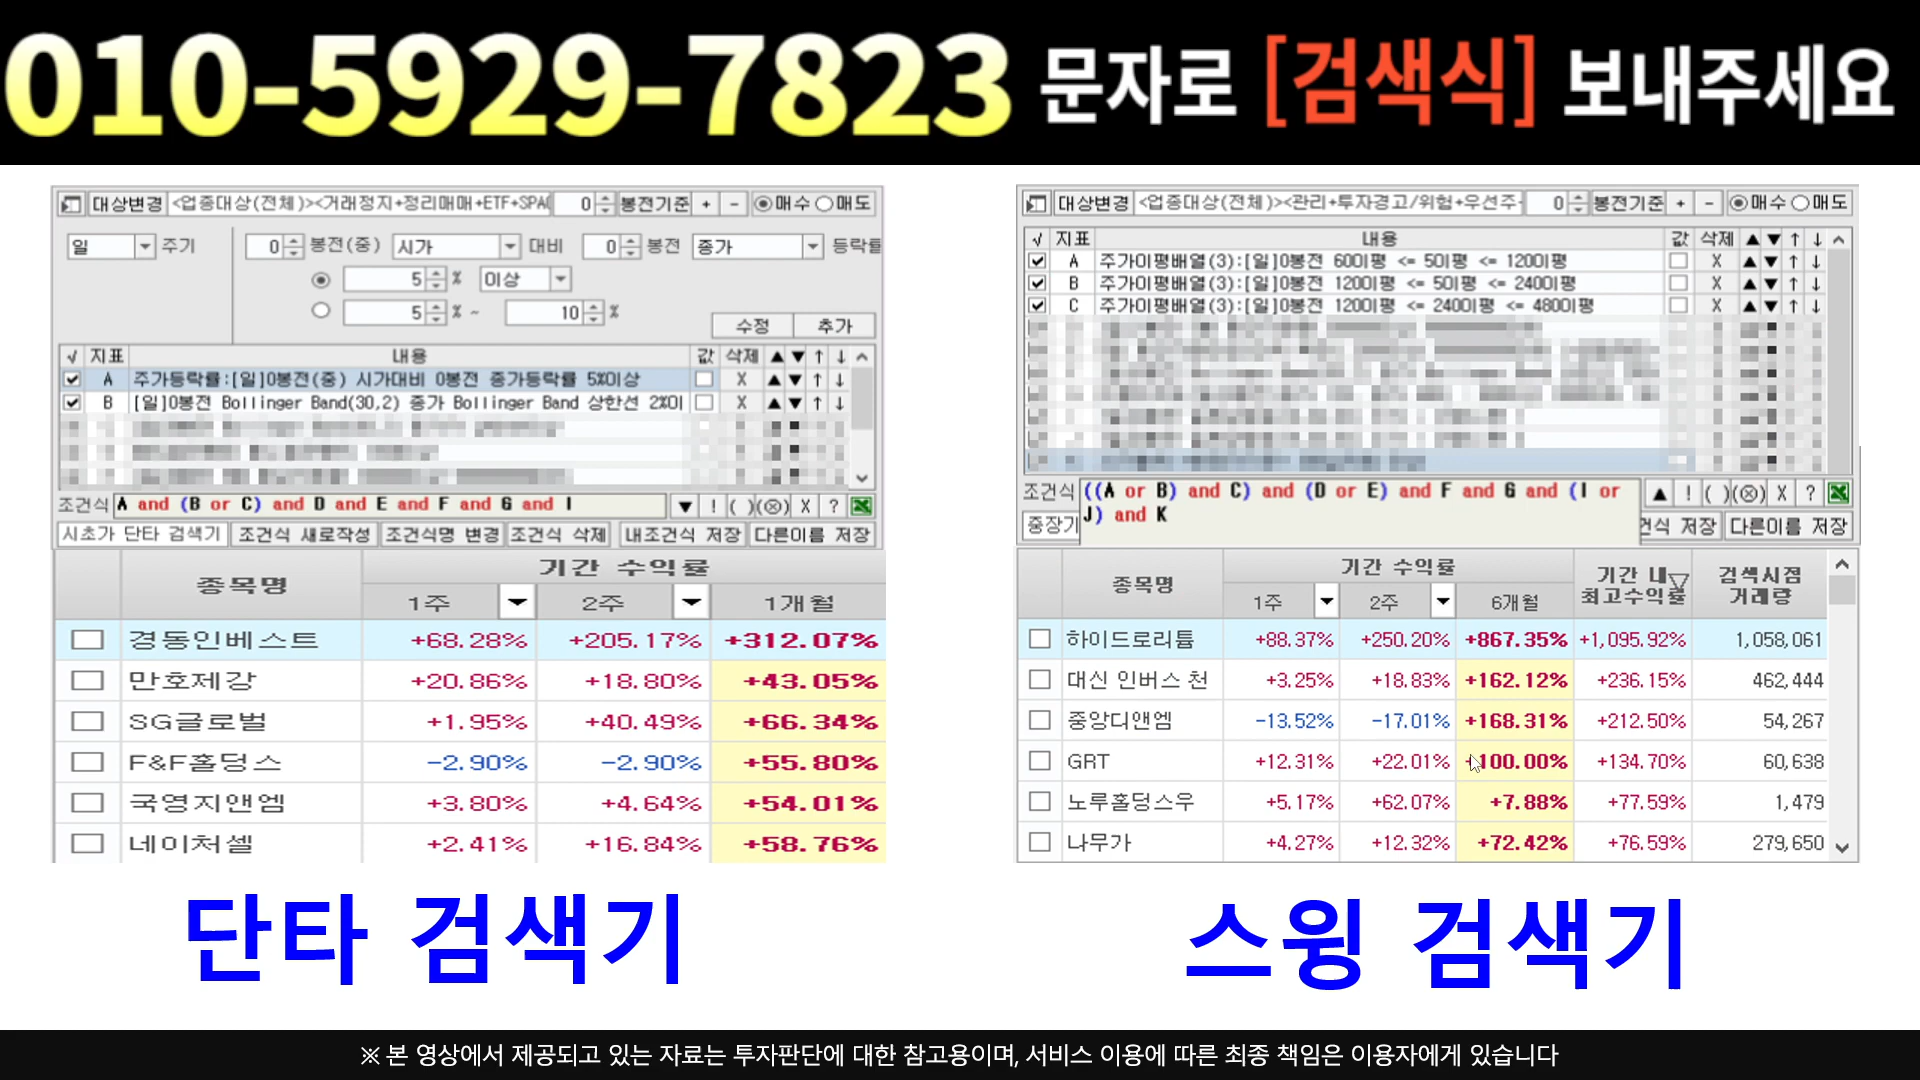 010-5929-7823 문자로 [검색식] 보내주세요
대상변경 <업종대상(전체)><거래정지+정리매매+ETF+SPA 0 봉전기준 + - 매수 매도
일 주기 0 봉전(중) 시가 대비 0 봉전 종가 등락률
5 % 이상
5 % ~ 10 %
수정 추가
√ 지표 내용 값 삭제 ▲ ▼ ↑ ↓
A 주가등락률:[일]0봉전(중) 시가대비 0봉전 종가등락률 5%이상 X ▲ ▼ ↑ ↓
B [일]0봉전 Bollinger Band(30,2) 종가 Bollinger Band 상한선 2%이 X ▲ ▼ ↑ ↓
조건식 A and (B or C) and D and E and F and G and I ▼ ! ( ) (⊗) X ?
시초가 단타 검색기 조건식 새로작성 조건식명 변경 조건식 삭제 내조건식 저장 다른이름 저장
종목명 기간 수익률
1주 2주 1개월
경동인베스트 +68.28% +205.17% +312.07%
만호제강 +20.86% +18.80% +43.05%
SG글로벌 +1.95% +40.49% +66.34%
F&F홀딩스 -2.90% -2.90% +55.80%
국영지앤엠 +3.80% +4.64% +54.01%
네이처셀 +2.41% +16.84% +58.76%
단타 검색기
대상변경 <업종대상(전체)><관리+투자경고/위험+우선주+ 0 봉전기준 + - 매수 매도
√ 지표 내용 값 삭제 ▲ ▼ ↑ ↓
A 주가이평배열(3):[일]0봉전 60이평 <= 5이평 <= 120이평 X ▲ ▼ ↑ ↓
B 주가이평배열(3):[일]0봉전 120이평 <= 5이평 <= 240이평 X ▲ ▼ ↑ ↓
C 주가이평배열(3):[일]0봉전 120이평 <= 240이평 <= 480이평 X ▲ ▼ ↑ ↓
조건식 ((A or B) and C) and (D or E) and F and G and (I or ▲ ! ( ) (⊗) X ?
J) and K
중장기 건식 저장 다른이름 저장
종목명 기간 수익률 기간 내 최고수익률 검색시점 거래량
1주 2주 6개월
하이드로리튬 +88.37% +250.20% +867.35% +1,095.92% 1,058,061
대신 인버스 천 +3.25% +18.83% +162.12% +236.15% 462,444
중앙디앤엠 -13.52% -17.01% +168.31% +212.50% 54,267
GRT +12.31% +22.01% +100.00% +134.70% 60,638
노루홀딩스우 +5.17% +62.07% +7.88% +77.59% 1,479
나무가 +4.27% +12.32% +72.42% +76.59% 279,650
스윙 검색기
※ 본 영상에서 제공되고 있는 자료는 투자판단에 대한 참고용이며, 서비스 이용에 따른 최종 책임은 이용자에게 있습니다